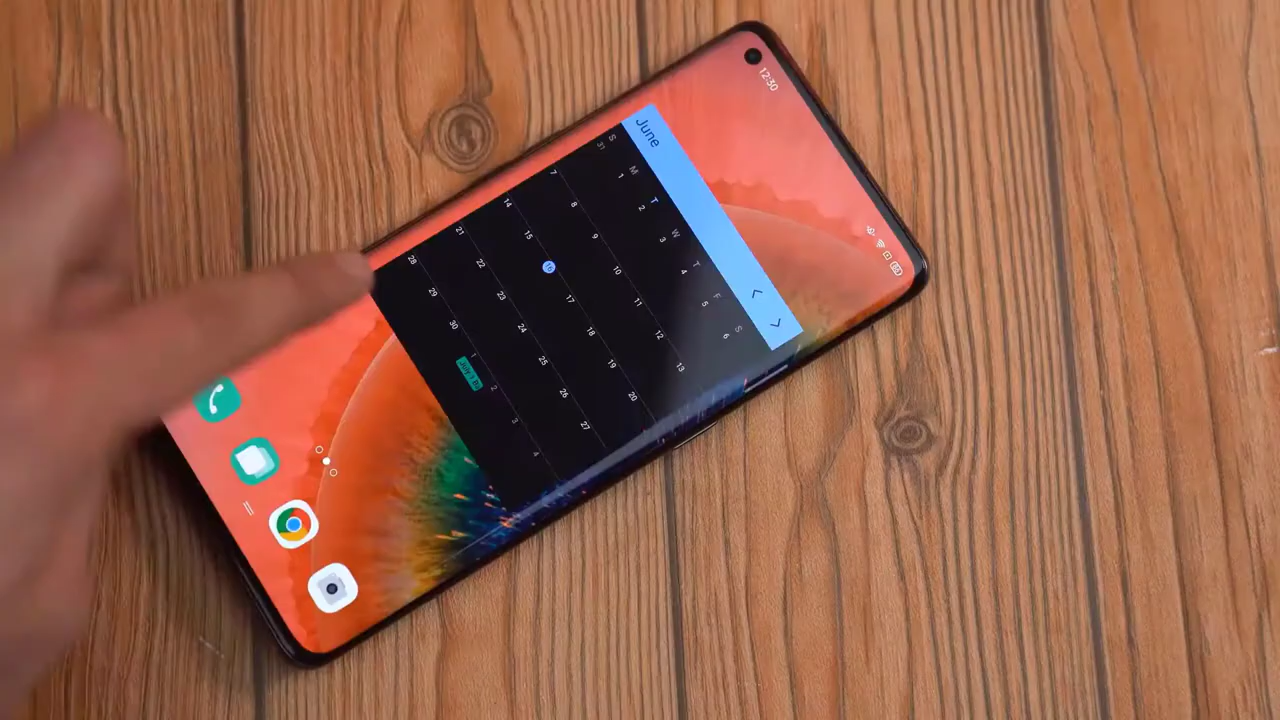 12:30
June
S M T W T F S
31 1 2 3 4 5 6
7 8 9 10 11 12 13
14 15 16 17 18 19 20
21 22 23 24 25 26 27
28 29 30 1 2 3 4